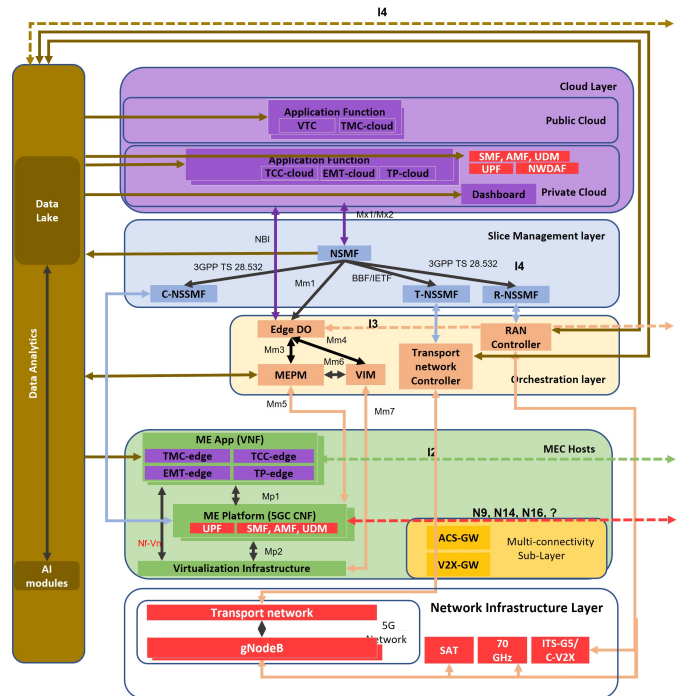 I4
Cloud Layer
Application Function
VTC
TMC-cloud
Public Cloud
Application Function
TCC-cloud
EMT-cloud
TP-cloud
SMF, AMF, UDM
UPF
NWDAF
Dashboard
Private Cloud
Data
Lake
Data Analytics
AI
modules
Mx1/Mx2
NBI
Slice Management layer
NSMF
3GPP TS 28.532
3GPP TS 28.532
BBF/IETF
I4
Mm1
C-NSSMF
T-NSSMF
R-NSSMF
Edge DO
I3
RAN
Controller
Mm3
Mm4
Mm6
MEPM
VIM
Transport
network
Controller
Orchestration layer
Mm5
Mm7
ME App (VNF)
TMC-edge
TCC-edge
EMT-edge
TP-edge
I2
MEC Hosts
Mp1
ME Platform (5GC CNF)
UPF
SMF, AMF, UDM
N9, N14, N16, ?
Nf-Vn
Mp2
Virtualization Infrastructure
ACS-GW
V2X-GW
Multi-connectivity
Sub-Layer
Network Infrastructure Layer
Transport network
5G
Network
gNodeB
SAT
70
GHz
ITS-G5/
C-V2X